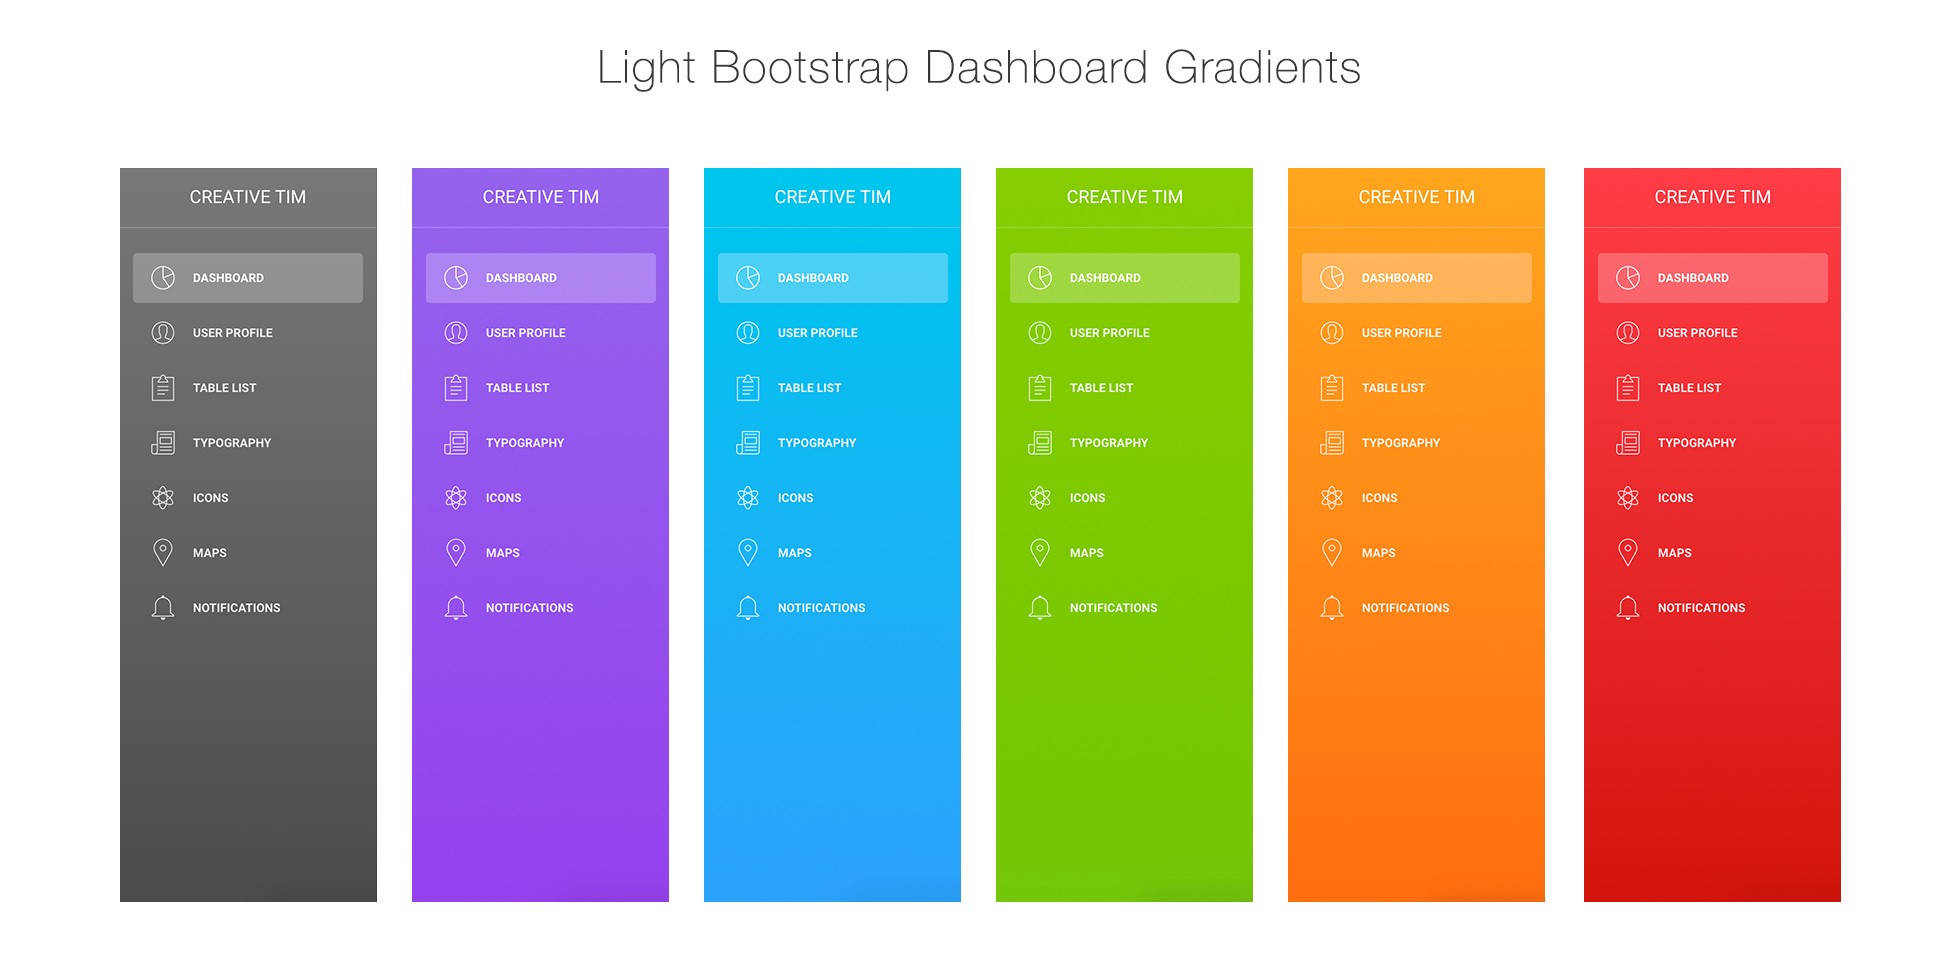 Light Bootstrap Dashboard Gradients
CREATIVE TIM
DASHBOARD
USER PROFILE
TABLE LIST
TYPOGRAPHY
ICONS
MAPS
NOTIFICATIONS
CREATIVE TIM
DASHBOARD
USER PROFILE
TABLE LIST
TYPOGRAPHY
ICONS
MAPS
NOTIFICATIONS
CREATIVE TIM
DASHBOARD
USER PROFILE
TABLE LIST
TYPOGRAPHY
ICONS
MAPS
NOTIFICATIONS
CREATIVE TIM
DASHBOARD
USER PROFILE
TABLE LIST
TYPOGRAPHY
ICONS
MAPS
NOTIFICATIONS
CREATIVE TIM
DASHBOARD
USER PROFILE
TABLE LIST
TYPOGRAPHY
ICONS
MAPS
NOTIFICATIONS
CREATIVE TIM
DASHBOARD
USER PROFILE
TABLE LIST
TYPOGRAPHY
ICONS
MAPS
NOTIFICATIONS